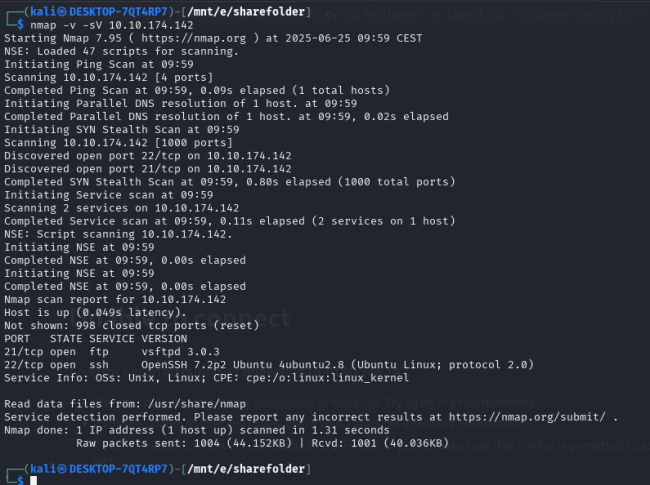 ┌──(kali㉿DESKTOP-7QT4RP7)-[/mnt/e/sharefolder]
└─$ nmap -v -sV 10.10.174.142
Starting Nmap 7.95 ( https://nmap.org ) at 2025-06-25 09:59 CEST
NSE: Loaded 47 scripts for scanning.
Initiating Ping Scan at 09:59
Scanning 10.10.174.142 [4 ports]
Completed Ping Scan at 09:59, 0.09s elapsed (1 total hosts)
Initiating Parallel DNS resolution of 1 host. at 09:59
Completed Parallel DNS resolution of 1 host. at 09:59, 0.02s elapsed
Initiating SYN Stealth Scan at 09:59
Scanning 10.10.174.142 [1000 ports]
Discovered open port 22/tcp on 10.10.174.142
Discovered open port 21/tcp on 10.10.174.142
Completed SYN Stealth Scan at 09:59, 0.80s elapsed (1000 total ports)
Initiating Service scan at 09:59
Scanning 2 services on 10.10.174.142
Completed Service scan at 09:59, 0.11s elapsed (2 services on 1 host)
NSE: Script scanning 10.10.174.142.
Initiating NSE at 09:59
Completed NSE at 09:59, 0.00s elapsed
Initiating NSE at 09:59
Completed NSE at 09:59, 0.00s elapsed
Nmap scan report for 10.10.174.142
Host is up (0.049s latency).
Not shown: 998 closed tcp ports (reset)
PORT   STATE SERVICE VERSION
21/tcp open  ftp     vsftpd 3.0.3
22/tcp open  ssh     OpenSSH 7.2p2 Ubuntu 4ubuntu2.8 (Ubuntu Linux; protocol 2.0)
Service Info: OSs: Unix, Linux; CPE: cpe:/o:linux:linux_kernel
Read data files from: /usr/share/nmap
Service detection performed. Please report any incorrect results at https://nmap.org/submit/ .
Nmap done: 1 IP address (1 host up) scanned in 1.31 seconds
Raw packets sent: 1004 (44.152KB) | Rcvd: 1001 (40.036KB)
┌──(kali㉿DESKTOP-7QT4RP7)-[/mnt/e/sharefolder]
└─$